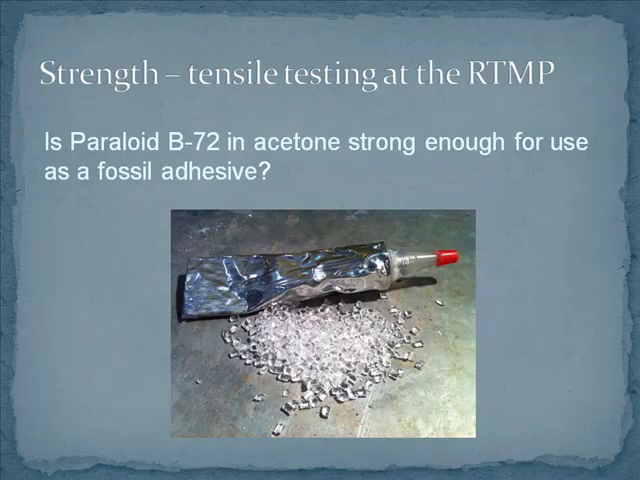 Strength – tensile testing at the RTMP
Is Paraloid B-72 in acetone strong enough for use
as a fossil adhesive?